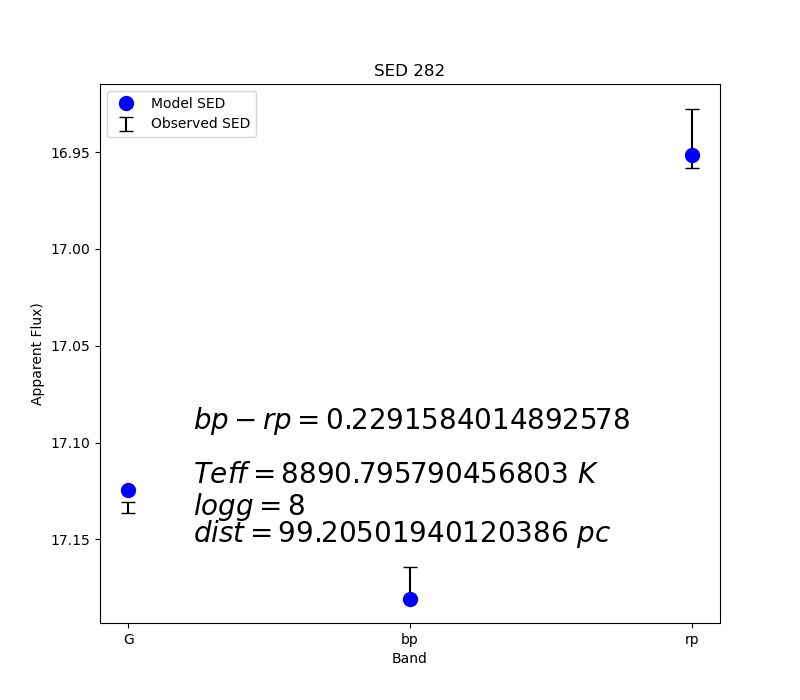 SED 282
Model SED
Observed SED
16.95
17.00
17.05
17.10
17.15
Apparent Flux)
bp − rp = 0.2291584014892578
Teff = 8890.795790456803 K
logg = 8
dist = 99.20501940120386 pc
G
bp
rp
Band